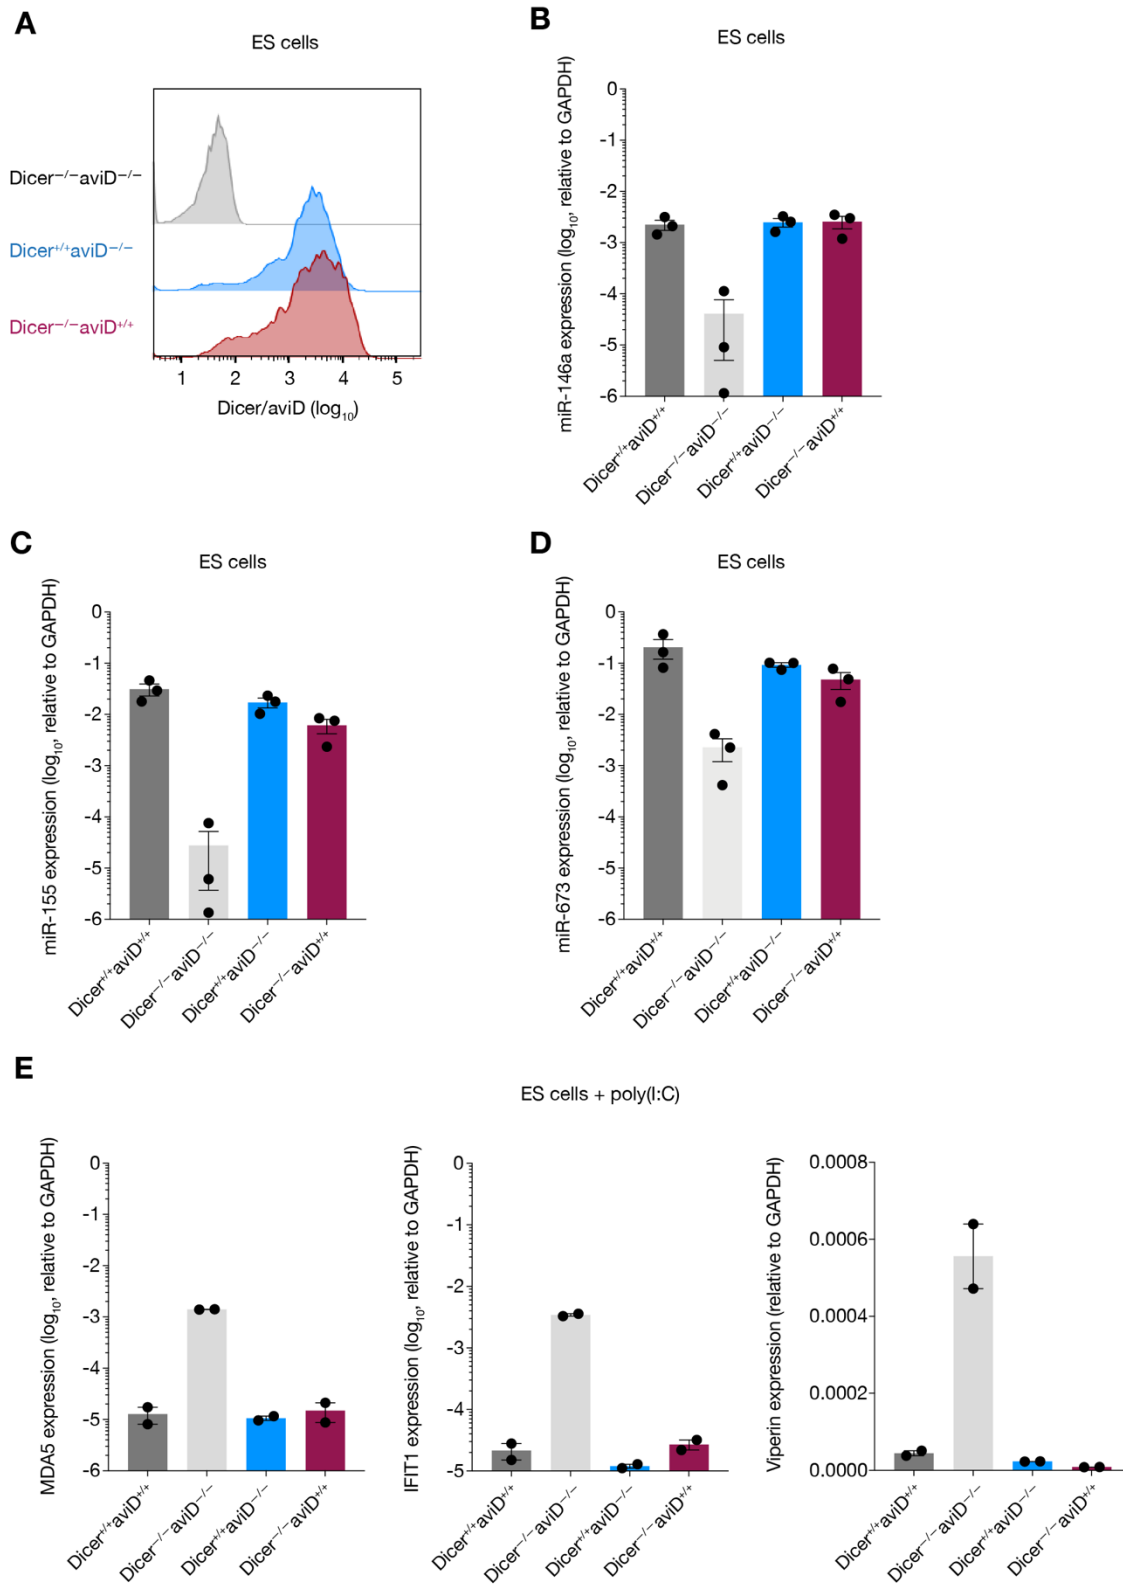 A
ES cells
Dicer⁻/⁻aviD⁻/⁻
Dicer⁺/⁺aviD⁻/⁻
Dicer⁻/⁻aviD⁺/⁺
1 2 3 4 5
Dicer/aviD (log₁₀)
B
ES cells
miR-146a expression (log₁₀, relative to GAPDH)
0
-1
-2
-3
-4
-5
-6
Dicer⁺/⁺aviD⁺/⁺
Dicer⁻/⁻aviD⁻/⁻
Dicer⁺/⁺aviD⁻/⁻
Dicer⁻/⁻aviD⁺/⁺
C
ES cells
miR-155 expression (log₁₀, relative to GAPDH)
0
-1
-2
-3
-4
-5
-6
Dicer⁺/⁺aviD⁺/⁺
Dicer⁻/⁻aviD⁻/⁻
Dicer⁺/⁺aviD⁻/⁻
Dicer⁻/⁻aviD⁺/⁺
D
ES cells
miR-673 expression (log₁₀, relative to GAPDH)
0
-1
-2
-3
-4
-5
-6
Dicer⁺/⁺aviD⁺/⁺
Dicer⁻/⁻aviD⁻/⁻
Dicer⁺/⁺aviD⁻/⁻
Dicer⁻/⁻aviD⁺/⁺
E
ES cells + poly(I:C)
MDA5 expression (log₁₀, relative to GAPDH)
0
-1
-2
-3
-4
-5
-6
Dicer⁺/⁺aviD⁺/⁺
Dicer⁻/⁻aviD⁻/⁻
Dicer⁺/⁺aviD⁻/⁻
Dicer⁻/⁻aviD⁺/⁺
IFIT1 expression (log₁₀, relative to GAPDH)
0
-1
-2
-3
-4
-5
Dicer⁺/⁺aviD⁺/⁺
Dicer⁻/⁻aviD⁻/⁻
Dicer⁺/⁺aviD⁻/⁻
Dicer⁻/⁻aviD⁺/⁺
Viperin expression (relative to GAPDH)
0.0008
0.0006
0.0004
0.0002
0.0000
Dicer⁺/⁺aviD⁺/⁺
Dicer⁻/⁻aviD⁻/⁻
Dicer⁺/⁺aviD⁻/⁻
Dicer⁻/⁻aviD⁺/⁺